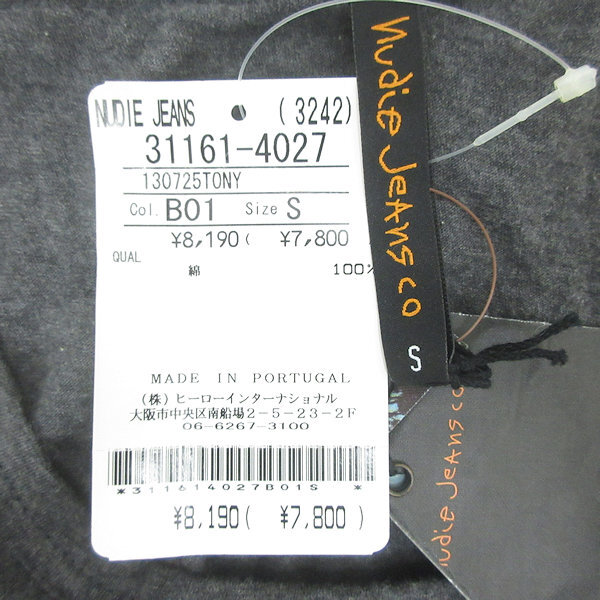 NUDIE JEANS (3242)
31161-4027
130725TONY
Col. B01 Size S
¥8,190( ¥7,800 )
QUAL
綿 100%
MADE IN PORTUGAL
(株)ヒーローインターナショナル
大阪市中央区南船場2-5-23-2F
06-6267-3100
*311614027B01S *
¥8,190( ¥7,800)
nudie JeAns co
S
nudie JeAns co